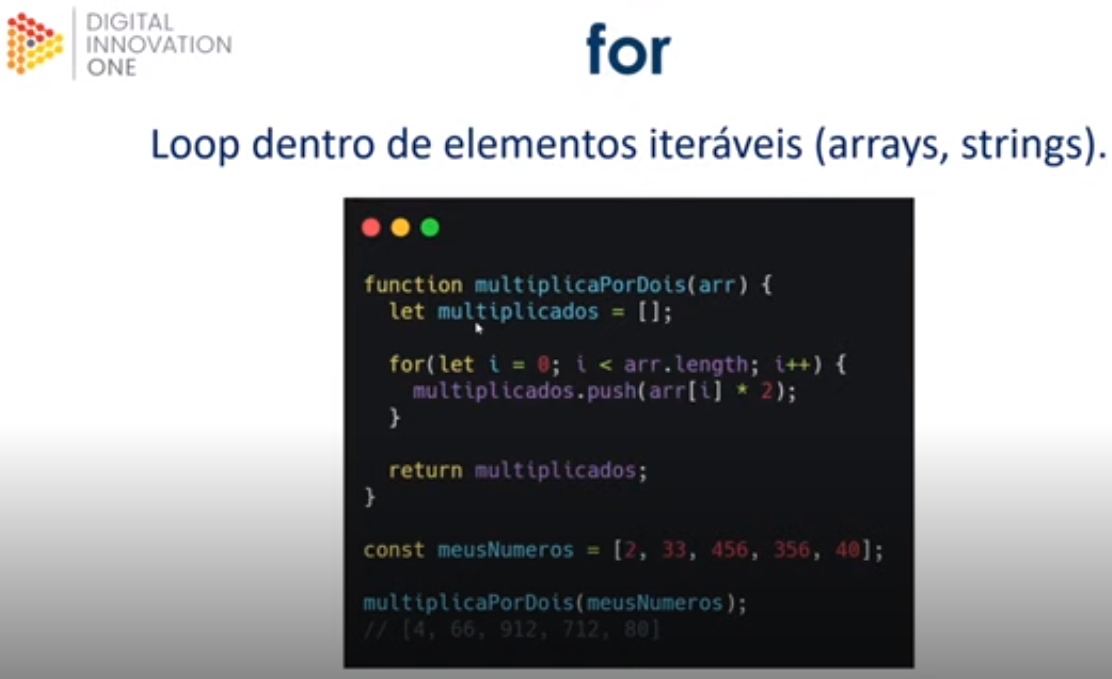 DIGITAL
INNOVATION
ONE
for
Loop dentro de elementos iteráveis (arrays, strings).
function multiplicaPorDois(arr) {
let multiplicados = [];
for(let i = 0; i < arr.length; i++) {
multiplicados.push(arr[i] * 2);
}
return multiplicados;
}
const meusNumeros = [2, 33, 456, 356, 40];
multiplicaPorDois(meusNumeros);
// [4, 66, 912, 712, 80]